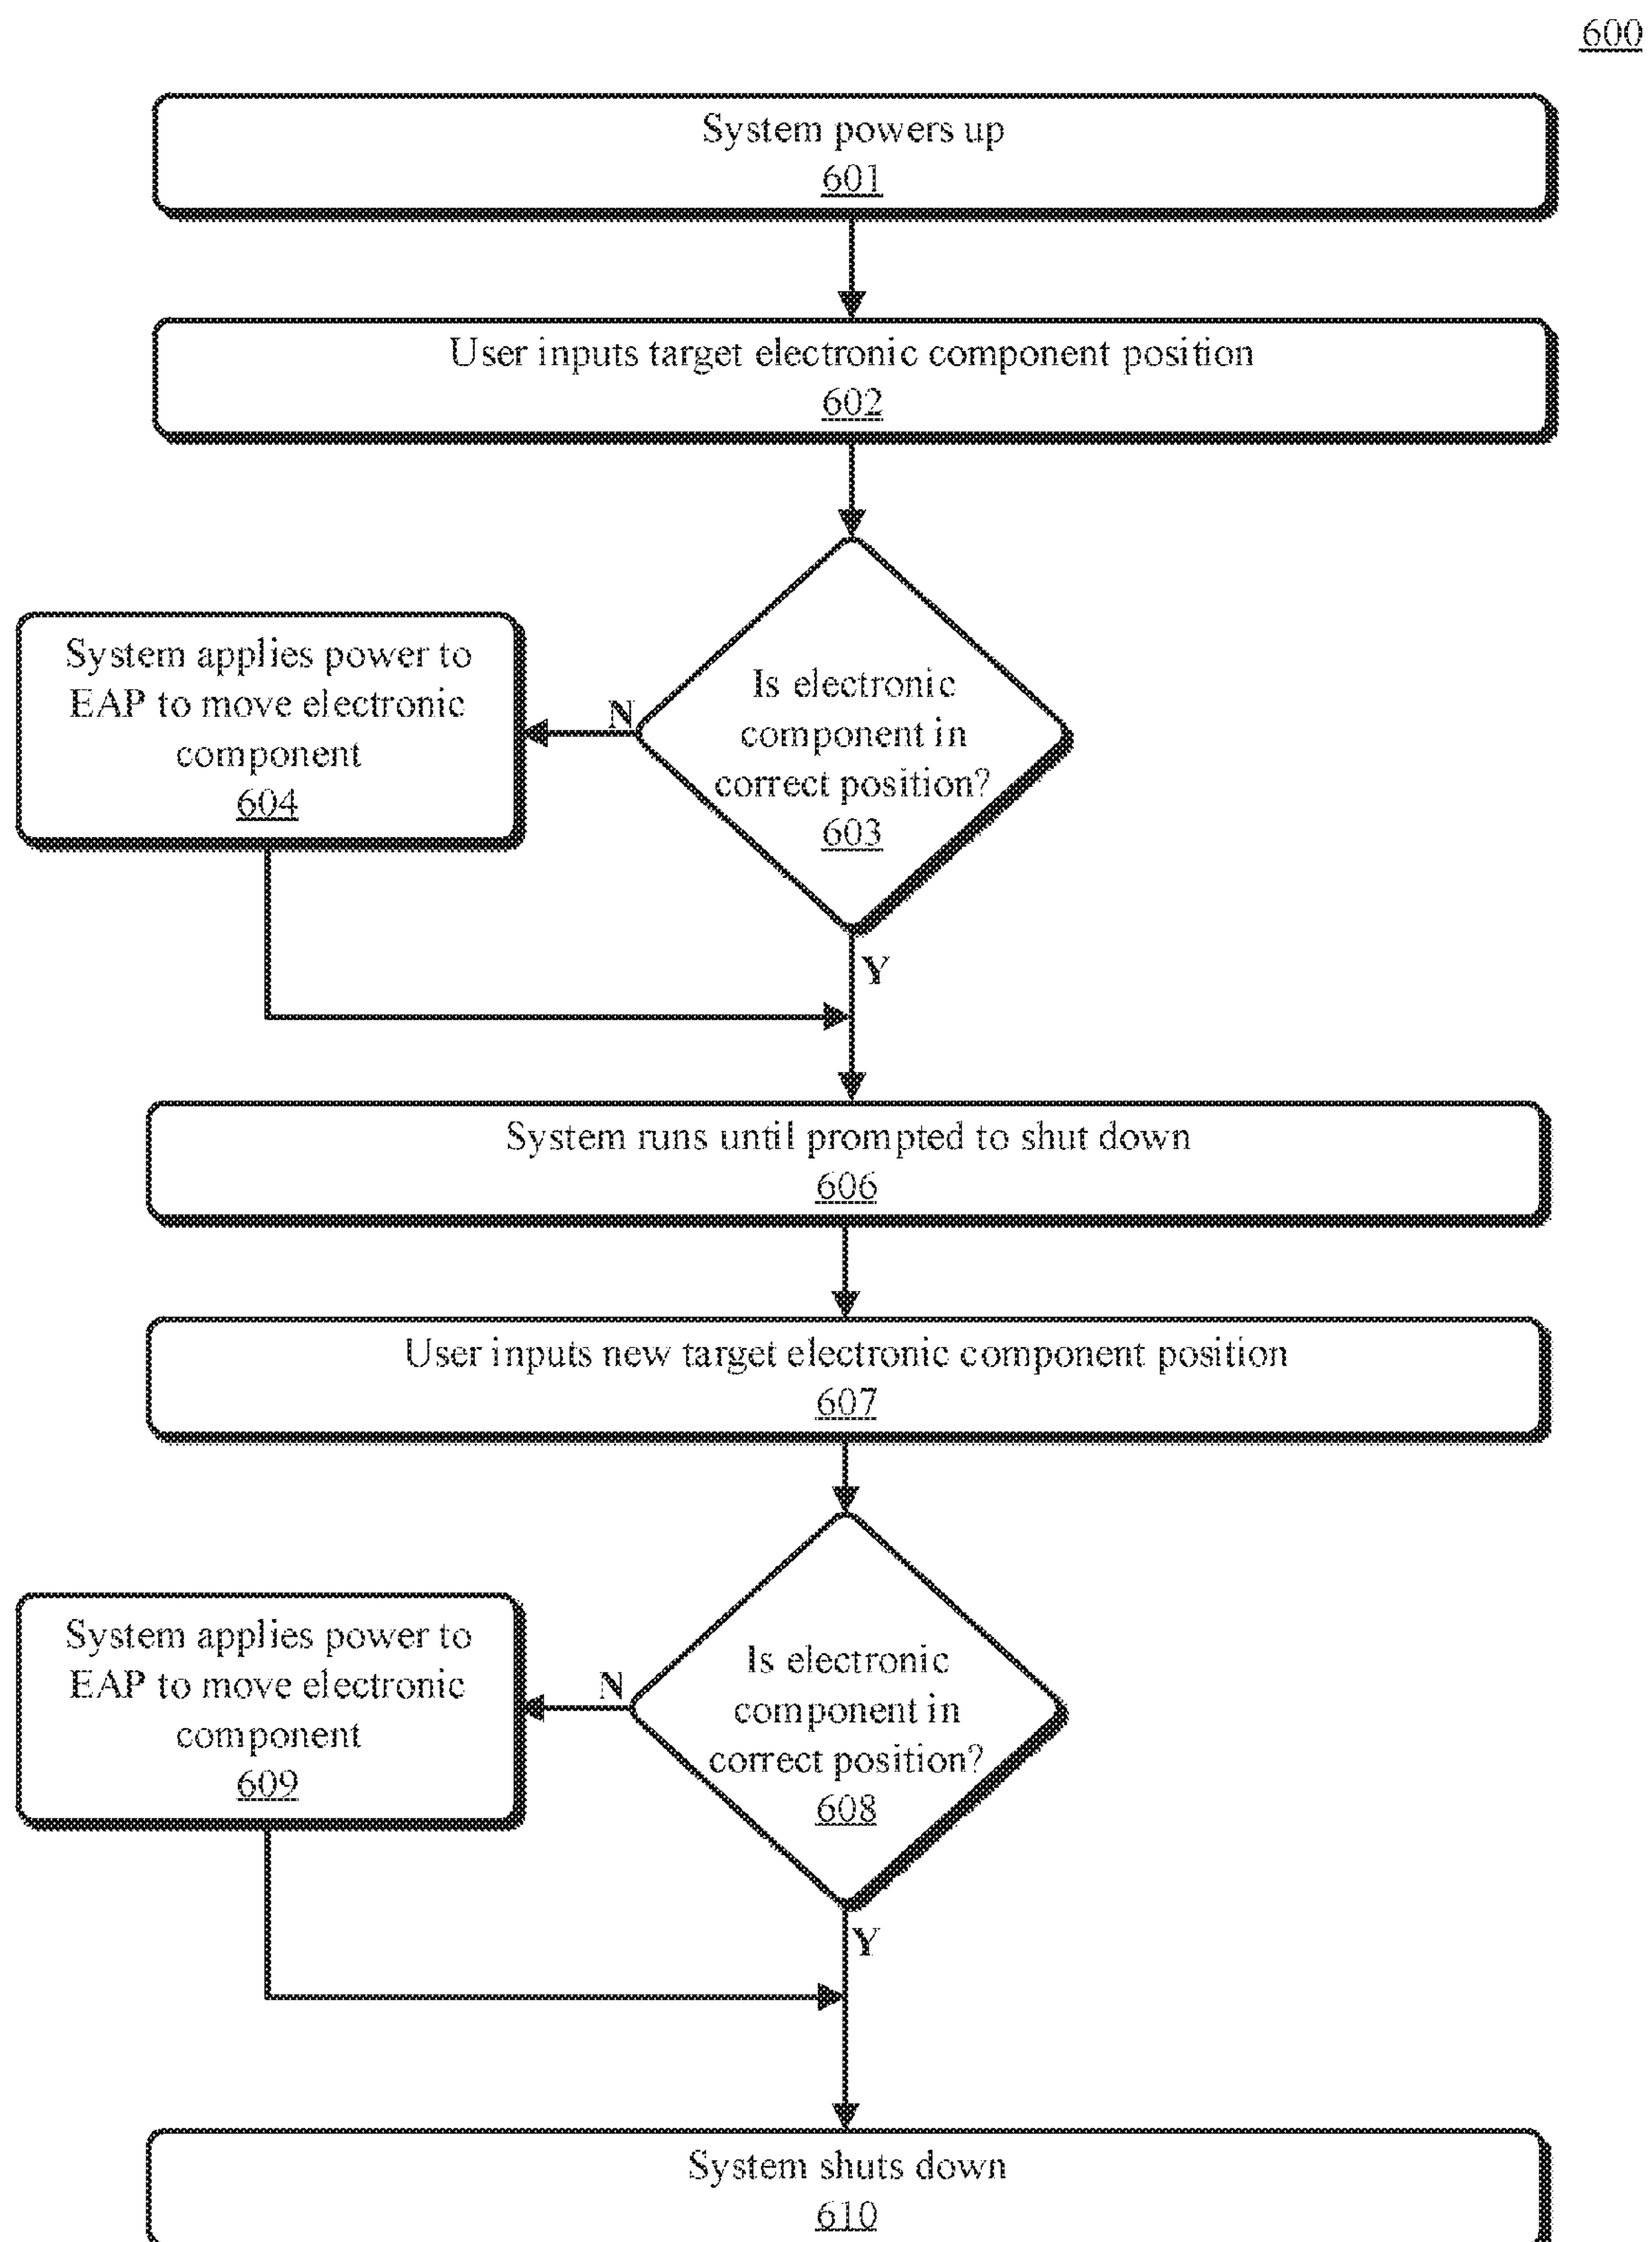 600
System powers up
601
User inputs target electronic component position
602
System applies power to
EAP to move electronic
component
604
N
Is electronic
component in
correct position?
603
Y
System runs until prompted to shut down
606
User inputs new target electronic component position
607
System applies power to
EAP to move electronic
component
609
N
Is electronic
component in
correct position?
608
Y
System shuts down
610